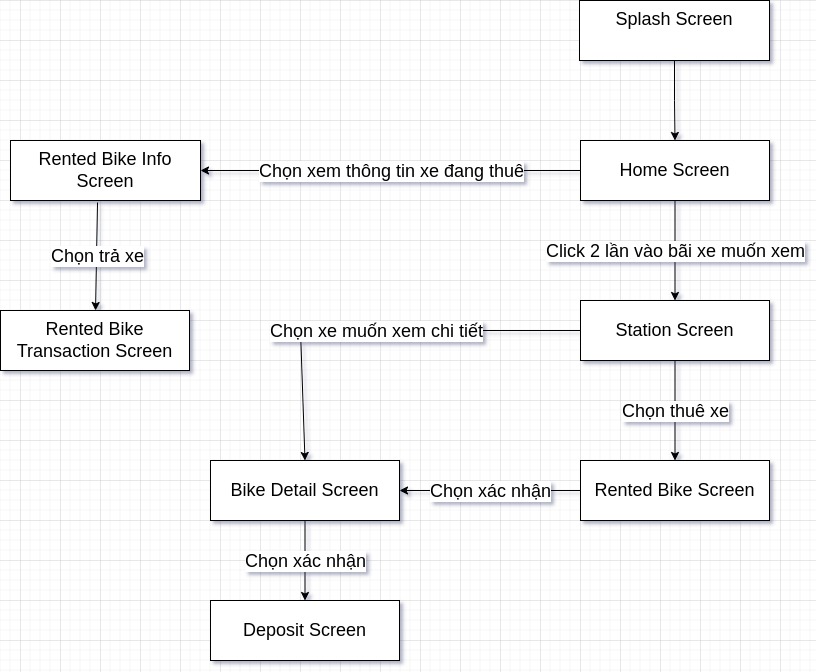 Splash Screen
Rented Bike Info
Screen
Chọn xem thông tin xe đang thuê
Home Screen
Chọn trả xe
Click 2 lần vào bãi xe muốn xem
Rented Bike
Transaction Screen
Chọn xe muốn xem chi tiết
Station Screen
Chọn thuê xe
Bike Detail Screen
Chọn xác nhận
Rented Bike Screen
Chọn xác nhận
Deposit Screen